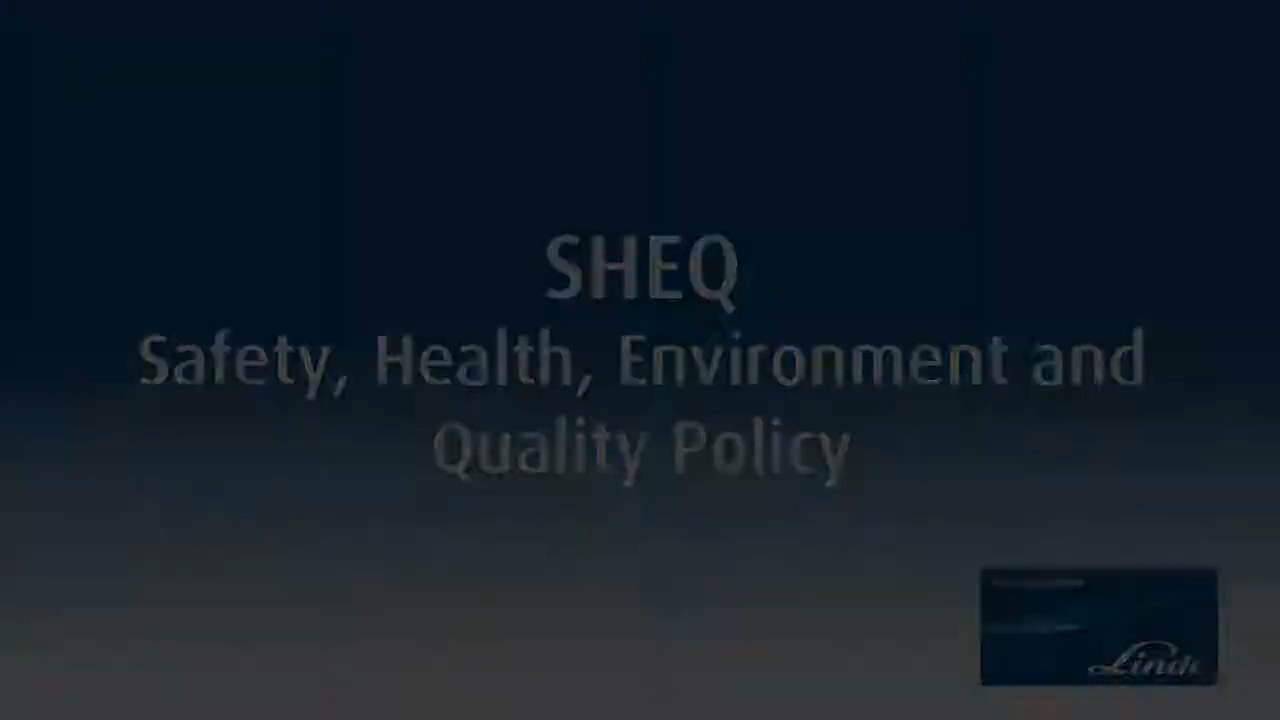 SHEQ
Safety, Health, Environment and
Quality Policy
Linde